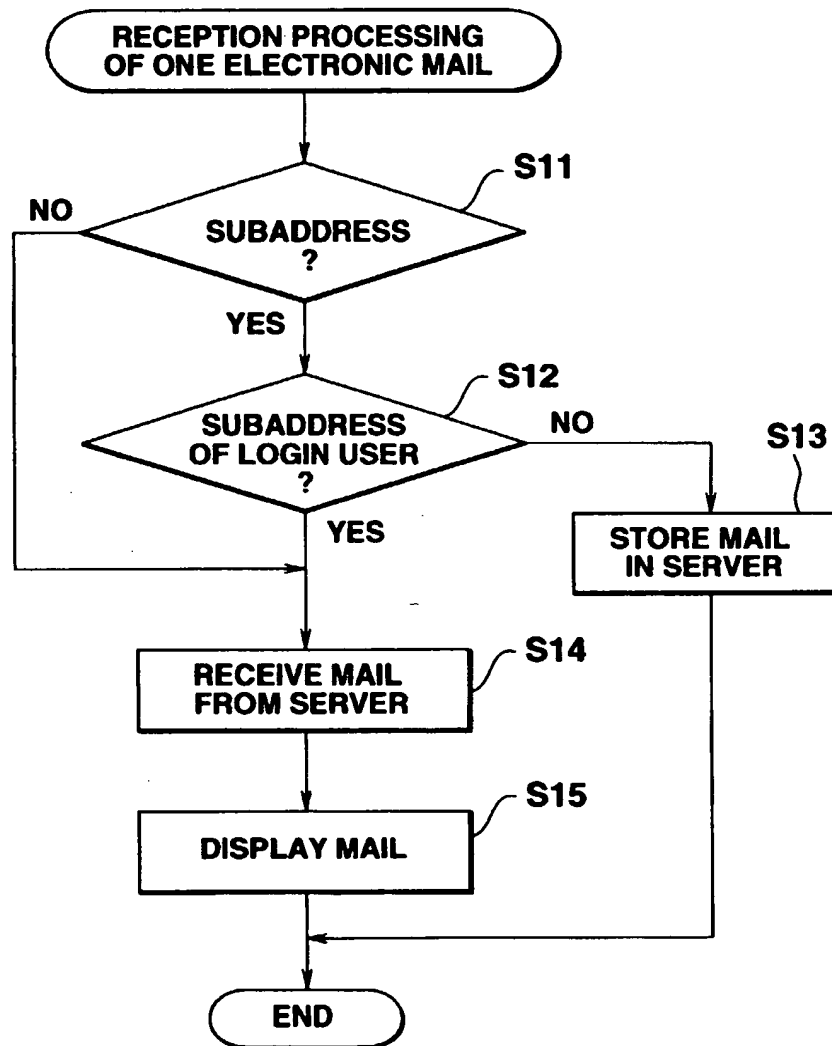 RECEPTION PROCESSING
OF ONE ELECTRONIC MAIL
S11
NO
SUBADDRESS
?
YES
S12
SUBADDRESS
OF LOGIN USER
?
NO
S13
YES
STORE MAIL
IN SERVER
S14
RECEIVE MAIL
FROM SERVER
S15
DISPLAY MAIL
END